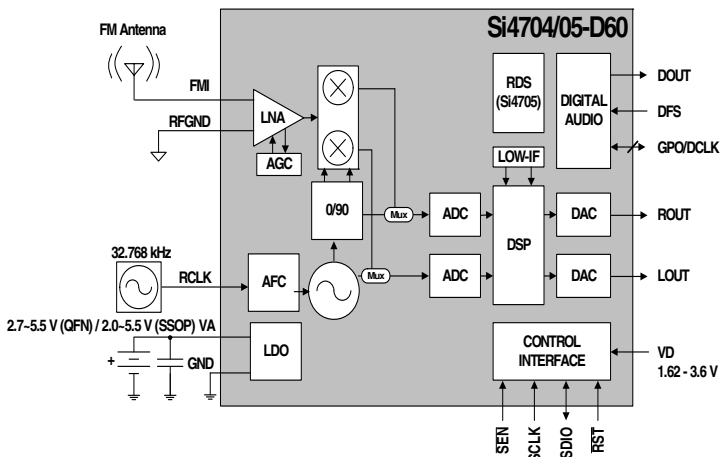 Si4704/05-D60
FM Antenna
FMI
RFGND
LNA
AGC
RDS
(Si4705)
DIGITAL
AUDIO
DOUT
DFS
GPO/DCLK
LOW-IF
0/90
Mux
ADC
DSP
DAC
ROUT
32.768 kHz
RCLK
AFC
Mux
ADC
DAC
LOUT
2.7~5.5 V (QFN) / 2.0~5.5 V (SSOP) VA
+
GND
LDO
CONTROL
INTERFACE
VD
1.62 - 3.6 V
SEN
SCLK
SDIO
RST